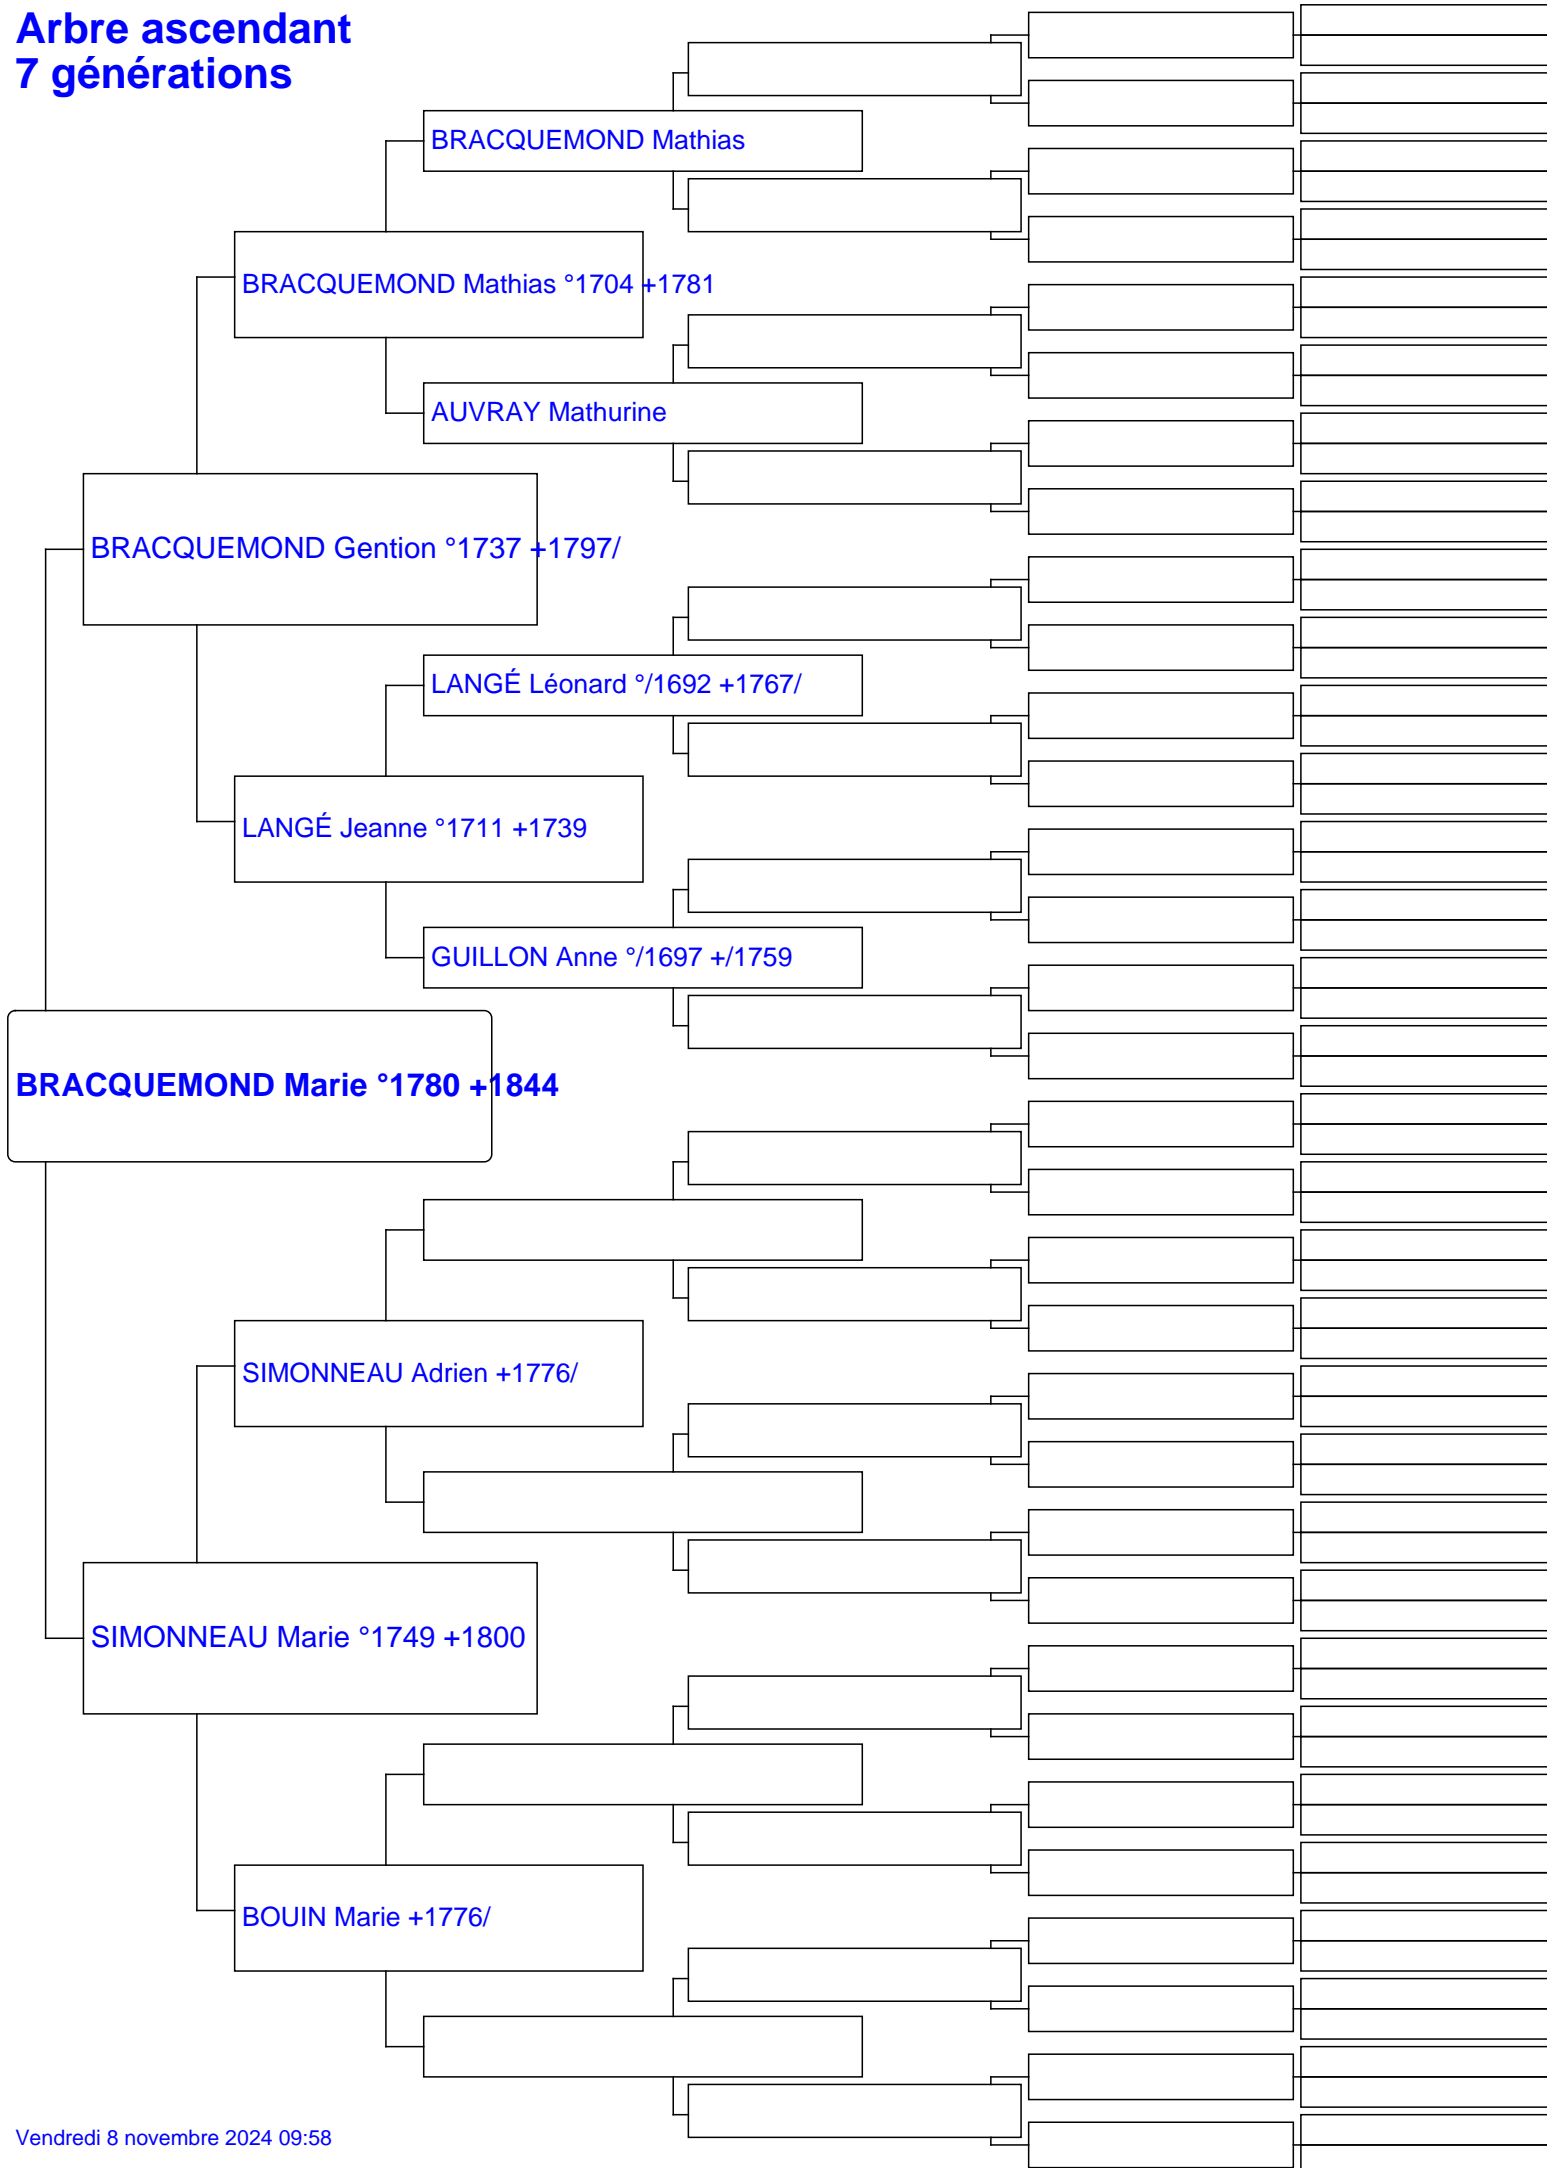 Arbre ascendant
7 générations
BRACQUEMOND Mathias
BRACQUEMOND Mathias °1704 +1781
AUVRAY Mathurine
BRACQUEMOND Gention °1737 +1797/
LANGÉ Léonard °/1692 +1767/
LANGÉ Jeanne °1711 +1739
GUILLON Anne °/1697 +/1759
BRACQUEMOND Marie °1780 +1844
SIMONNEAU Adrien +1776/
SIMONNEAU Marie °1749 +1800
BOUIN Marie +1776/
Vendredi 8 novembre 2024 09:58